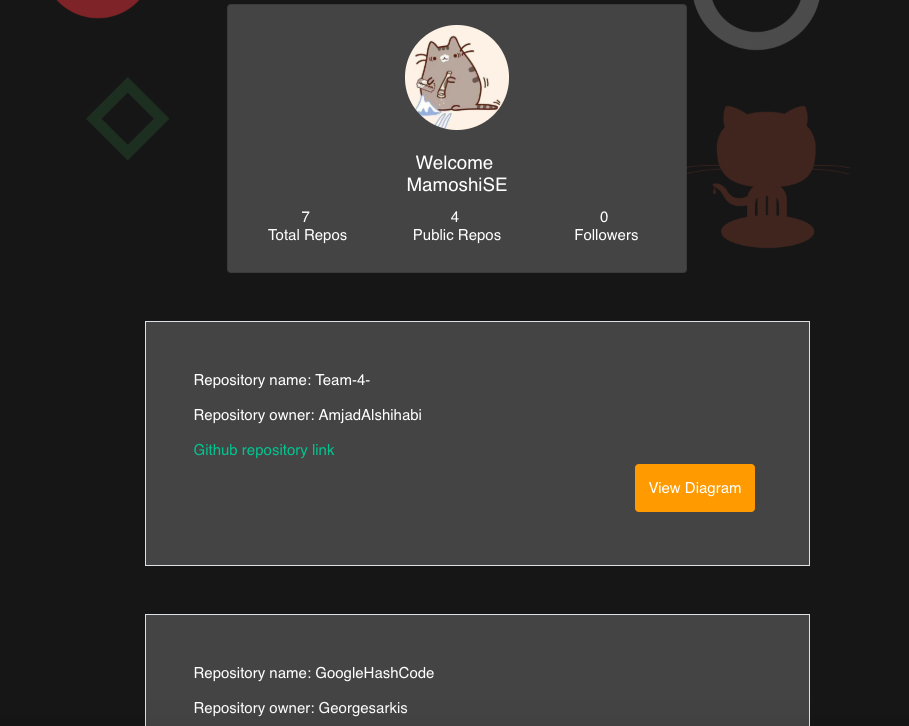 Welcome
MamoshiSE
7 4 0
Total Repos Public Repos Followers
Repository name: Team-4-
Repository owner: AmjadAlshihabi
Github repository link
View Diagram
Repository name: GoogleHashCode
Repository owner: Georgesarkis